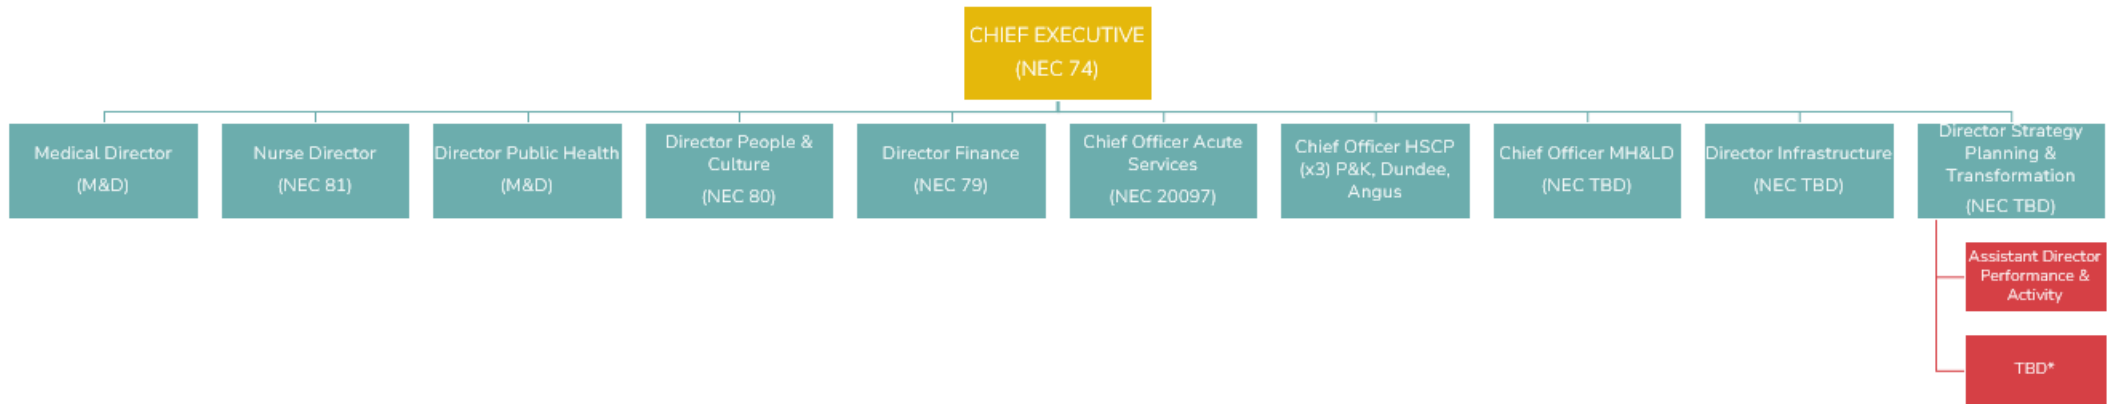 CHIEF EXECUTIVE
(NEC 74)
Medical Director
(M&D)
Nurse Director
(NEC 81)
Director Public Health
(M&D)
Director People &
Culture
(NEC 80)
Director Finance
(NEC 79)
Chief Officer Acute
Services
(NEC 20097)
Chief Officer HSCP
(x3) P&K, Dundee,
Angus
Chief Officer MH&LD
(NEC TBD)
Director Infrastructure
(NEC TBD)
Director Strategy
Planning &
Transformation
(NEC TBD)
Assistant Director
Performance &
Activity
TBD*